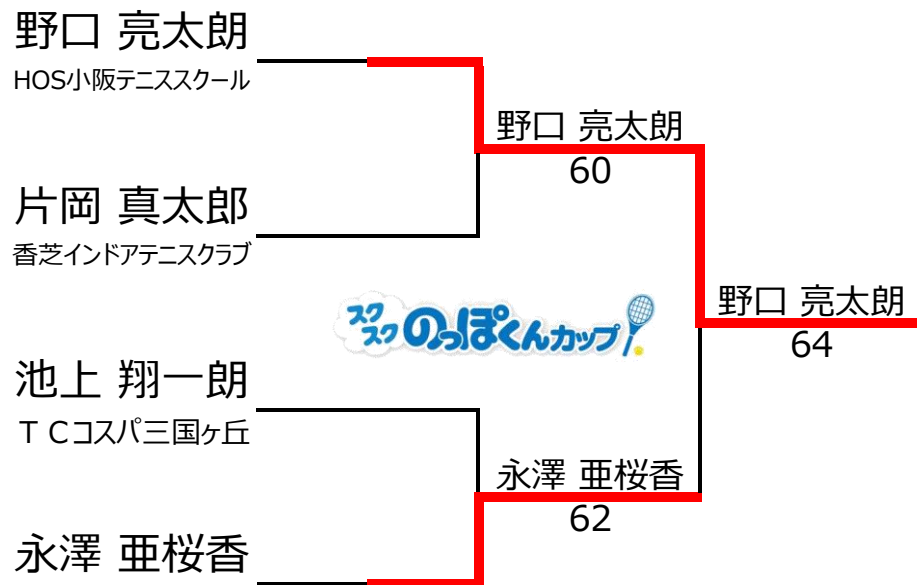 野口 亮太朗
HOS小阪テニススクール
野口 亮太朗
60
片岡 真太郎
香芝インドアテニスクラブ
スクスク のっぽくんカップ
野口 亮太朗
64
池上 翔一朗
ＴＣコスパ三国ヶ丘
永澤 亜桜香
62
永澤 亜桜香